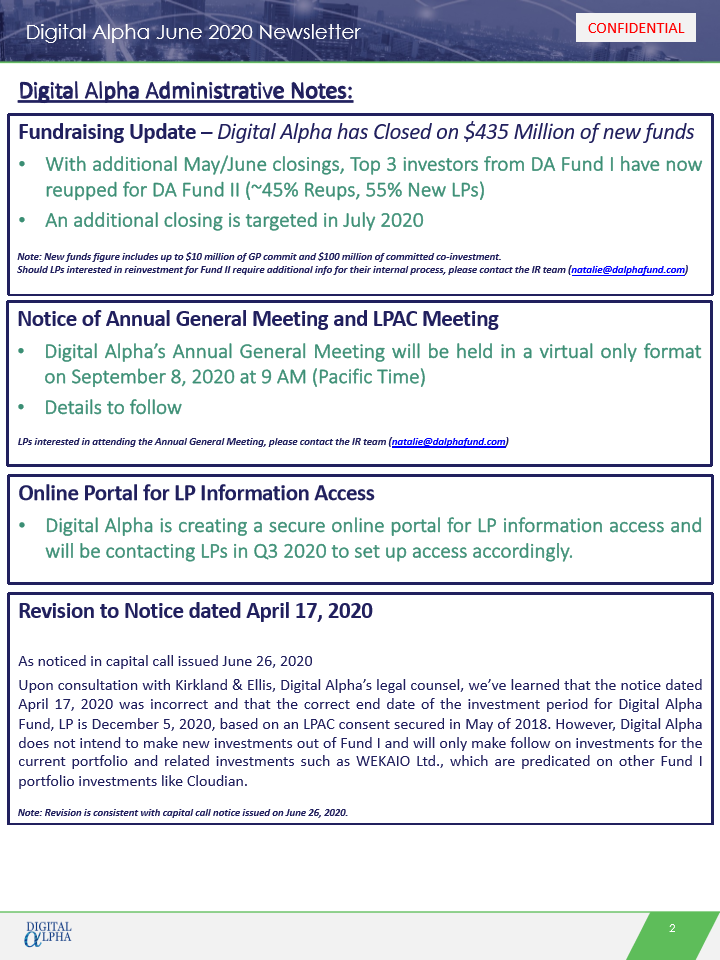 Digital Alpha June 2020 Newsletter
CONFIDENTIAL
Digital Alpha Administrative Notes:
Fundraising Update – Digital Alpha has Closed on $435 Million of new funds
• With additional May/June closings, Top 3 investors from DA Fund I have now
reupped for DA Fund II (~45% Reups, 55% New LPs)
• An additional closing is targeted in July 2020
Note: New funds figure includes up to $10 million of GP commit and $100 million of committed co-investment.
Should LPs interested in reinvestment for Fund II require additional info for their internal process, please contact the IR team (natalie@dalphafund.com)
Notice of Annual General Meeting and LPAC Meeting
• Digital Alpha's Annual General Meeting will be held in a virtual only format
on September 8, 2020 at 9 AM (Pacific Time)
• Details to follow
LPs interested in attending the Annual General Meeting, please contact the IR team (natalie@dalphafund.com)
Online Portal for LP Information Access
• Digital Alpha is creating a secure online portal for LP information access and
will be contacting LPs in Q3 2020 to set up access accordingly.
Revision to Notice dated April 17, 2020
As noticed in capital call issued June 26, 2020
Upon consultation with Kirkland & Ellis, Digital Alpha's legal counsel, we've learned that the notice dated
April 17, 2020 was incorrect and that the correct end date of the investment period for Digital Alpha
Fund, LP is December 5, 2020, based on an LPAC consent secured in May of 2018. However, Digital Alpha
does not intend to make new investments out of Fund I and will only make follow on investments for the
current portfolio and related investments such as WEKAIO Ltd., which are predicated on other Fund I
portfolio investments like Cloudian.
Note: Revision is consistent with capital call notice issued on June 26, 2020.
DIGITAL
αLPHA
2